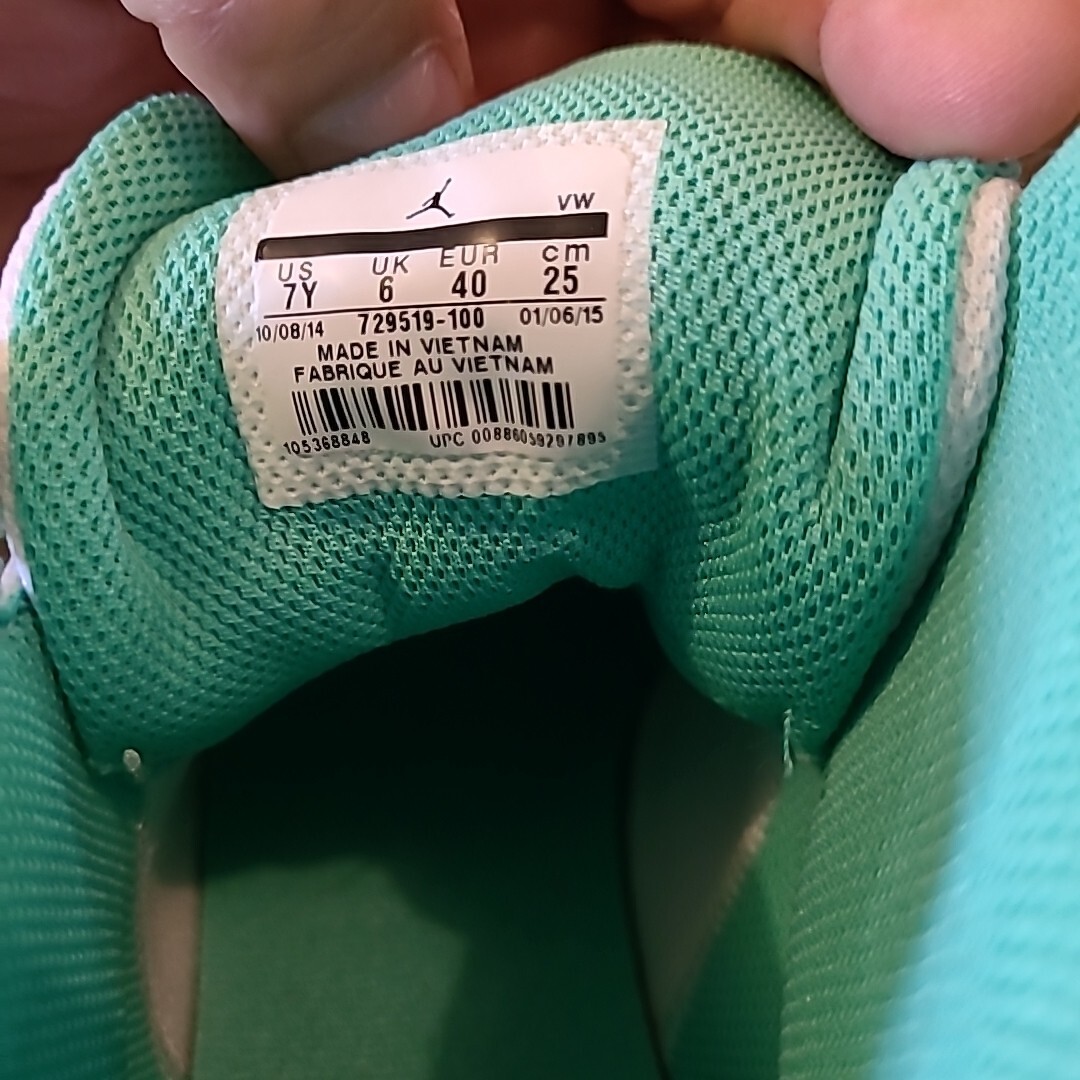 VW
US UK EUR cm
7Y 6 40 25
10/08/14 729519-100 01/06/15
MADE IN VIETNAM
FABRIQUE AU VIETNAM
105368848 UPC 00886059297895